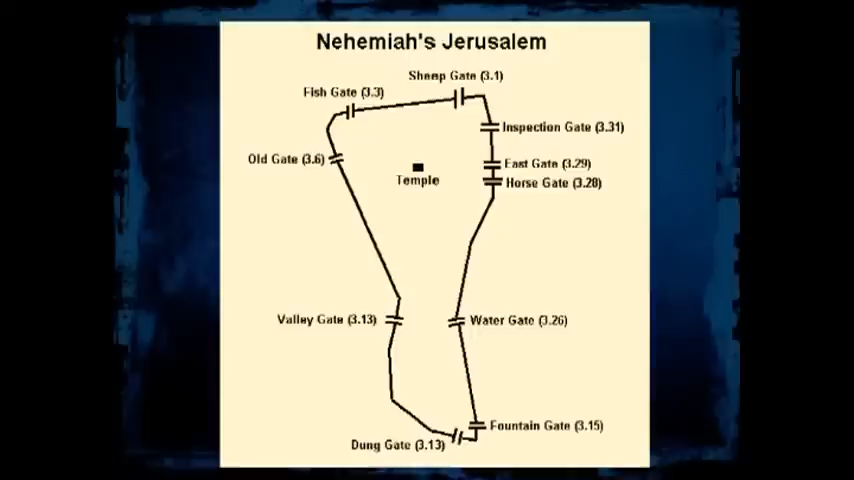 Nehemiah's Jerusalem
Sheep Gate (3.1)
Fish Gate (3.3)
Inspection Gate (3.31)
Old Gate (3.6)
East Gate (3.29)
Temple
Horse Gate (3.28)
Valley Gate (3.13)
Water Gate (3.26)
Fountain Gate (3.15)
Dung Gate (3.13)